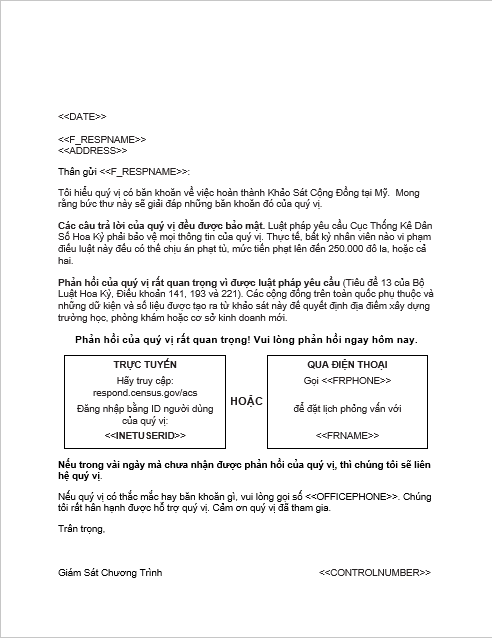 <<DATE>>
<<F_RESPNAME>>
<<ADDRESS>>
Thân gửi <<F_RESPNAME>>:
Tôi hiểu quý vị có băn khoăn về việc hoàn thành Khảo Sát Cộng Đồng tại Mỹ. Mong
rằng bức thư này sẽ giải đáp những băn khoăn đó của quý vị.
Các câu trả lời của quý vị đều được bảo mật. Luật pháp yêu cầu Cục Thống Kê Dân
Số Hoa Kỳ phải bảo vệ mọi thông tin của quý vị. Thực tế, bất kỳ nhân viên nào vi phạm
điều luật này đều có thể chịu án phạt tù, mức tiền phạt lên đến 250.000 đô la, hoặc cả
hai.
Phản hồi của quý vị rất quan trọng vì được luật pháp yêu cầu (Tiêu đề 13 của Bộ
Luật Hoa Kỳ, Điều khoản 141, 193 và 221). Các cộng đồng trên toàn quốc phụ thuộc và
những dữ kiện và số liệu được tạo ra từ khảo sát này để quyết định địa điểm xây dựng
trường học, phòng khám hoặc cơ sở kinh doanh mới.
Phản hồi của quý vị rất quan trọng! Vui lòng phản hồi ngay hôm nay.
TRỰC TUYẾN
Hãy truy cập:
respond.census.gov/acs
Đăng nhập bằng ID người dùng
của quý vị:
<<INETUSERID>>
HOẶC
QUA ĐIỆN THOẠI
Gọi <<FRPHONE>>
để đặt lịch phỏng vấn với
<<FRNAME>>
Nếu trong vài ngày mà chưa nhận được phản hồi của quý vị, thì chúng tôi sẽ liên
hệ quý vị.
Nếu quý vị có thắc mắc hay băn khoăn gì, vui lòng gọi số <<OFFICEPHONE>>. Chúng
tôi rất hân hạnh được hỗ trợ quý vị. Cảm ơn quý vị đã tham gia.
Trân trọng,
Giám Sát Chương Trình <<CONTROLNUMBER>>